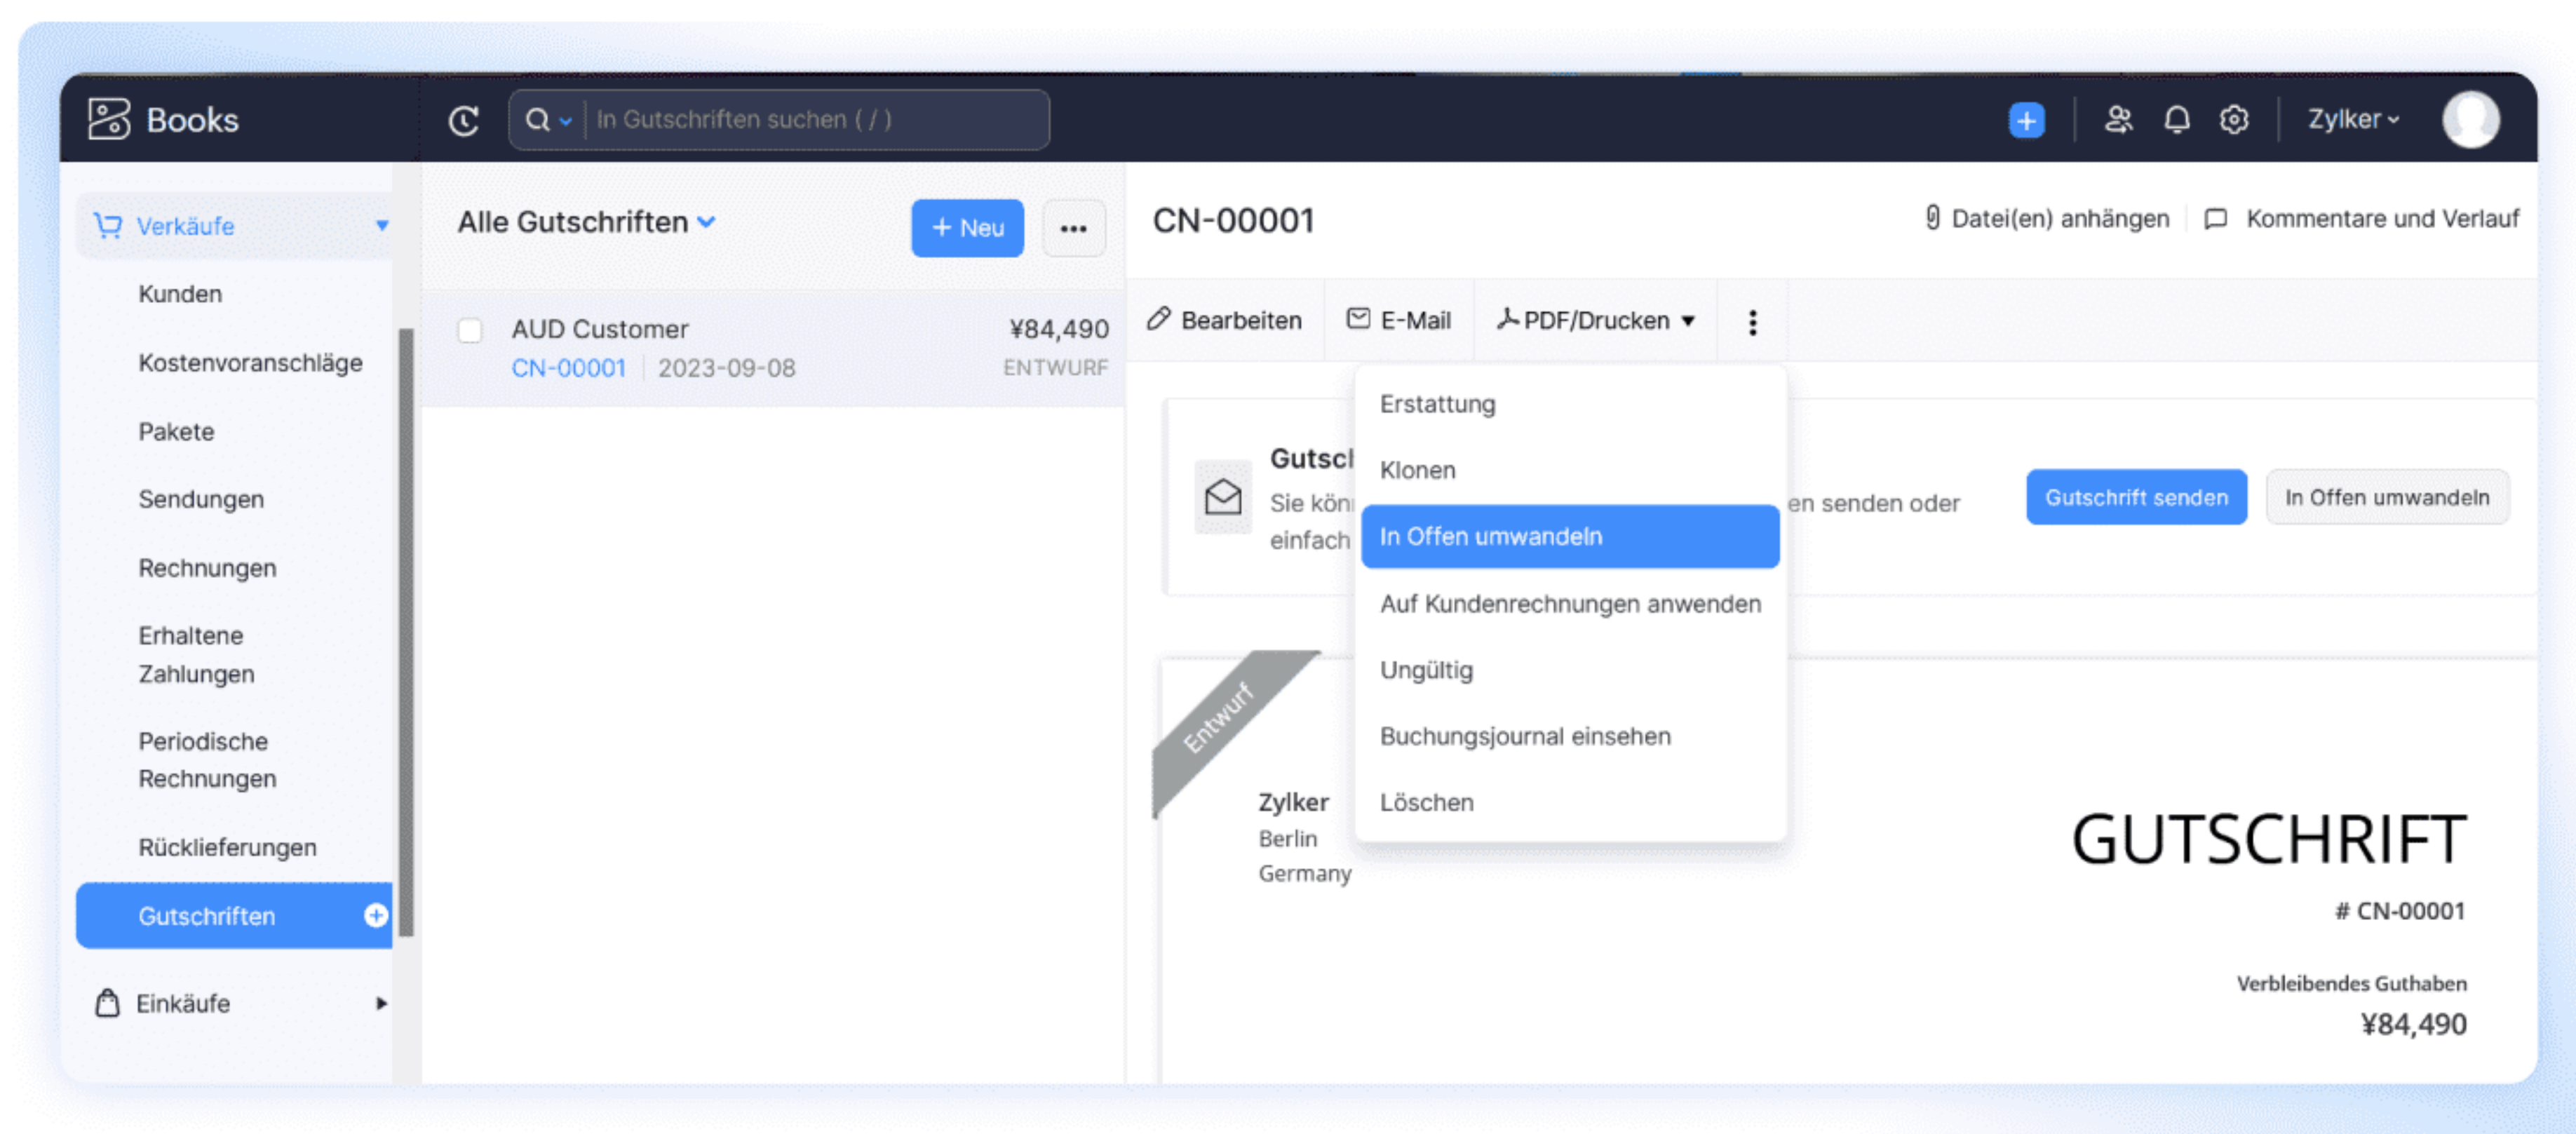 Books
In Gutschriften suchen ( / )
Zylker
Verkäufe
Kunden
Kostenvoranschläge
Pakete
Sendungen
Rechnungen
Erhaltene
Zahlungen
Periodische
Rechnungen
Rücklieferungen
Gutschriften
Einkäufe
Alle Gutschriften
+ Neu
AUD Customer
¥84,490
CN-00001
2023-09-08
ENTWURF
CN-00001
Datei(en) anhängen
Kommentare und Verlauf
Bearbeiten
E-Mail
PDF/Drucken
Erstattung
Klonen
In Offen umwandeln
Auf Kundenrechnungen anwenden
Ungültig
Buchungsjournal einsehen
Löschen
en senden oder
einfach
Gutschrift senden
In Offen umwandeln
Entwurf
Zylker
Berlin
Germany
GUTSCHRIFT
# CN-00001
Verbleibendes Guthaben
¥84,490